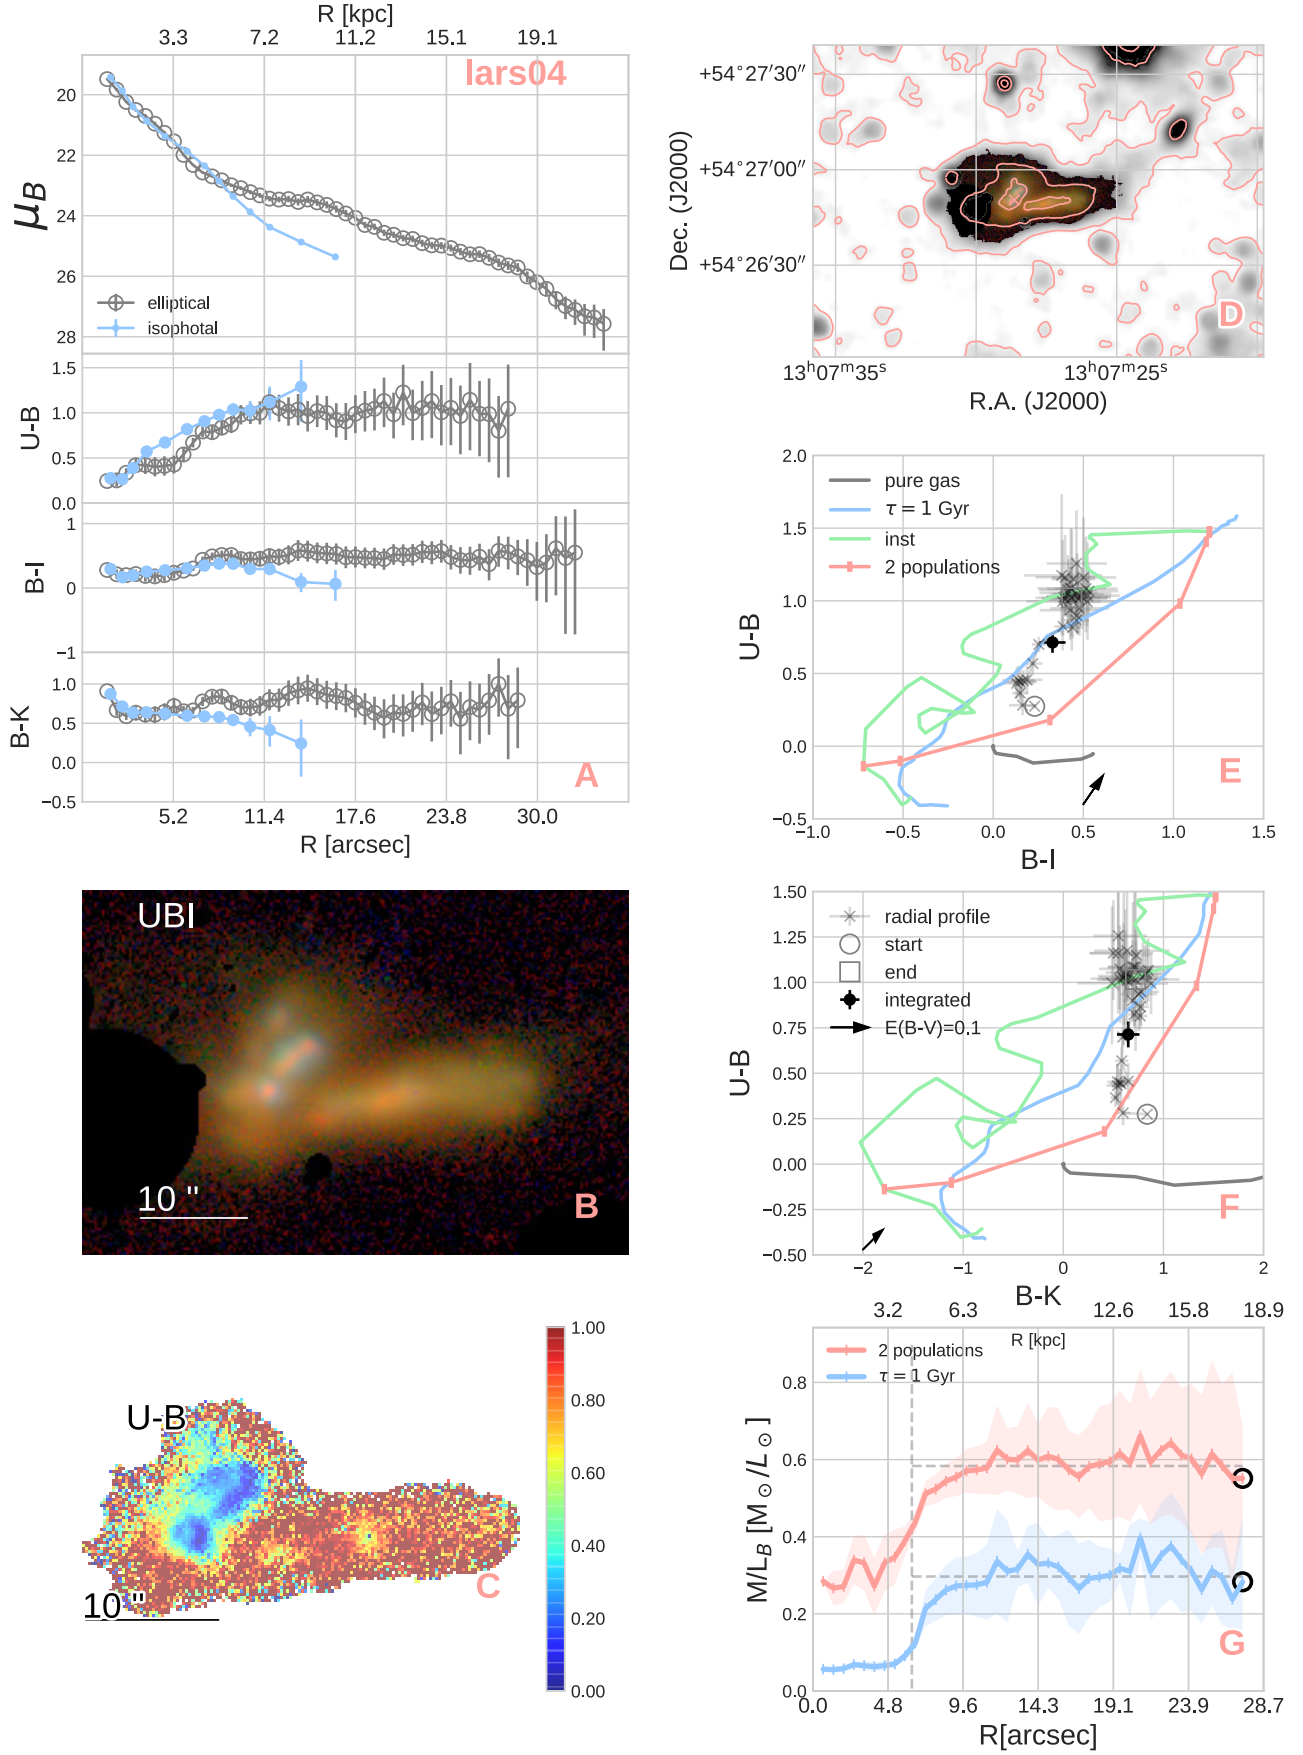 R [kpc]
3.3 7.2 11.2 15.1 19.1
lars04
20
22
24
26
28
μB
elliptical
isophotal
1.5
1.0
0.5
0.0
U-B
1
0
−1
B-I
1.0
0.5
0.0
−0.5
B-K
A
5.2 11.4 17.6 23.8 30.0
R [arcsec]
UBI
10 "
B
U-B
10 "
C
1.00
0.80
0.60
0.40
0.20
0.00
+54°27'30"
+54°27'00"
+54°26'30"
Dec. (J2000)
D
13h07m35s 13h07m25s
R.A. (J2000)
2.0
1.5
1.0
0.5
0.0
−0.5
U-B
pure gas
τ = 1 Gyr
inst
2 populations
E
−1.0 −0.5 0.0 0.5 1.0 1.5
B-I
1.50
1.25
1.00
0.75
0.50
0.25
0.00
−0.25
−0.50
U-B
radial profile
start
end
integrated
E(B-V)=0.1
F
−2 −1 0 1 2
B-K
3.2 6.3 12.6 15.8 18.9
R [kpc]
2 populations
τ = 1 Gyr
0.8
0.6
0.4
0.2
0.0
M/LB [M⊙/L⊙]
G
0.0 4.8 9.6 14.3 19.1 23.9 28.7
R[arcsec]